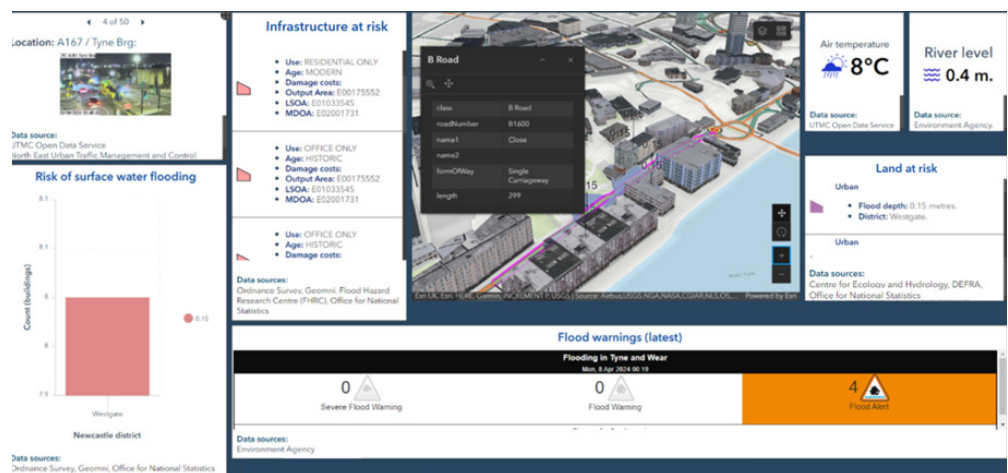 4 of 50
Location: A167 / Tyne Brg:
Data source:
UTMC Open Data Service
North East Urban Traffic Management and Control
Risk of surface water flooding
8.1
8.1
8
8
7.9
Count (buildings)
0.15
Westgate
Newcastle district
Data sources:
Ordnance Survey, Geomni, Office for National Statistics
Infrastructure at risk
Use: RESIDENTIAL ONLY
Age: MODERN
Damage costs:
Output Area: E00175552
LSOA: E01033545
MDOA: E02001731
Use: OFFICE ONLY
Age: HISTORIC
Damage costs:
Output Area: E00175552
LSOA: E01033545
MDOA: E02001731
Use: OFFICE ONLY
Age: HISTORIC
Damage costs:
Data sources:
Ordnance Survey, Geomni, Flood Hazard
Research Centre (FHRC), Office for National
Statistics
B Road
class B Road
roadNumber B1600
name1 Close
name2
formOfWay Single
Carriageway
length 299
0.15
0.15
15
Esri UK, Esri, HERE, Garmin, INCREMENT P, USGS | Source: Airbus,USGS,NGA,NASA,CGIAR,NLS,OS,...
Powered by Esri
Air temperature
8°C
Data source:
UTMC Open Data Service
River level
0.4 m.
Data source:
Environment Agency.
Land at risk
Urban
Flood depth: 0.15 metres.
District: Westgate.
Urban
Data sources:
Centre for Ecology and Hydrology, DEFRA,
Office for National Statistics
Flood warnings (latest)
Flooding in Tyne and Wear
Mon, 8 Apr 2024 00:19
0
Severe Flood Warning
0
Flood Warning
4
Flood Alert
Data sources:
Environment Agency